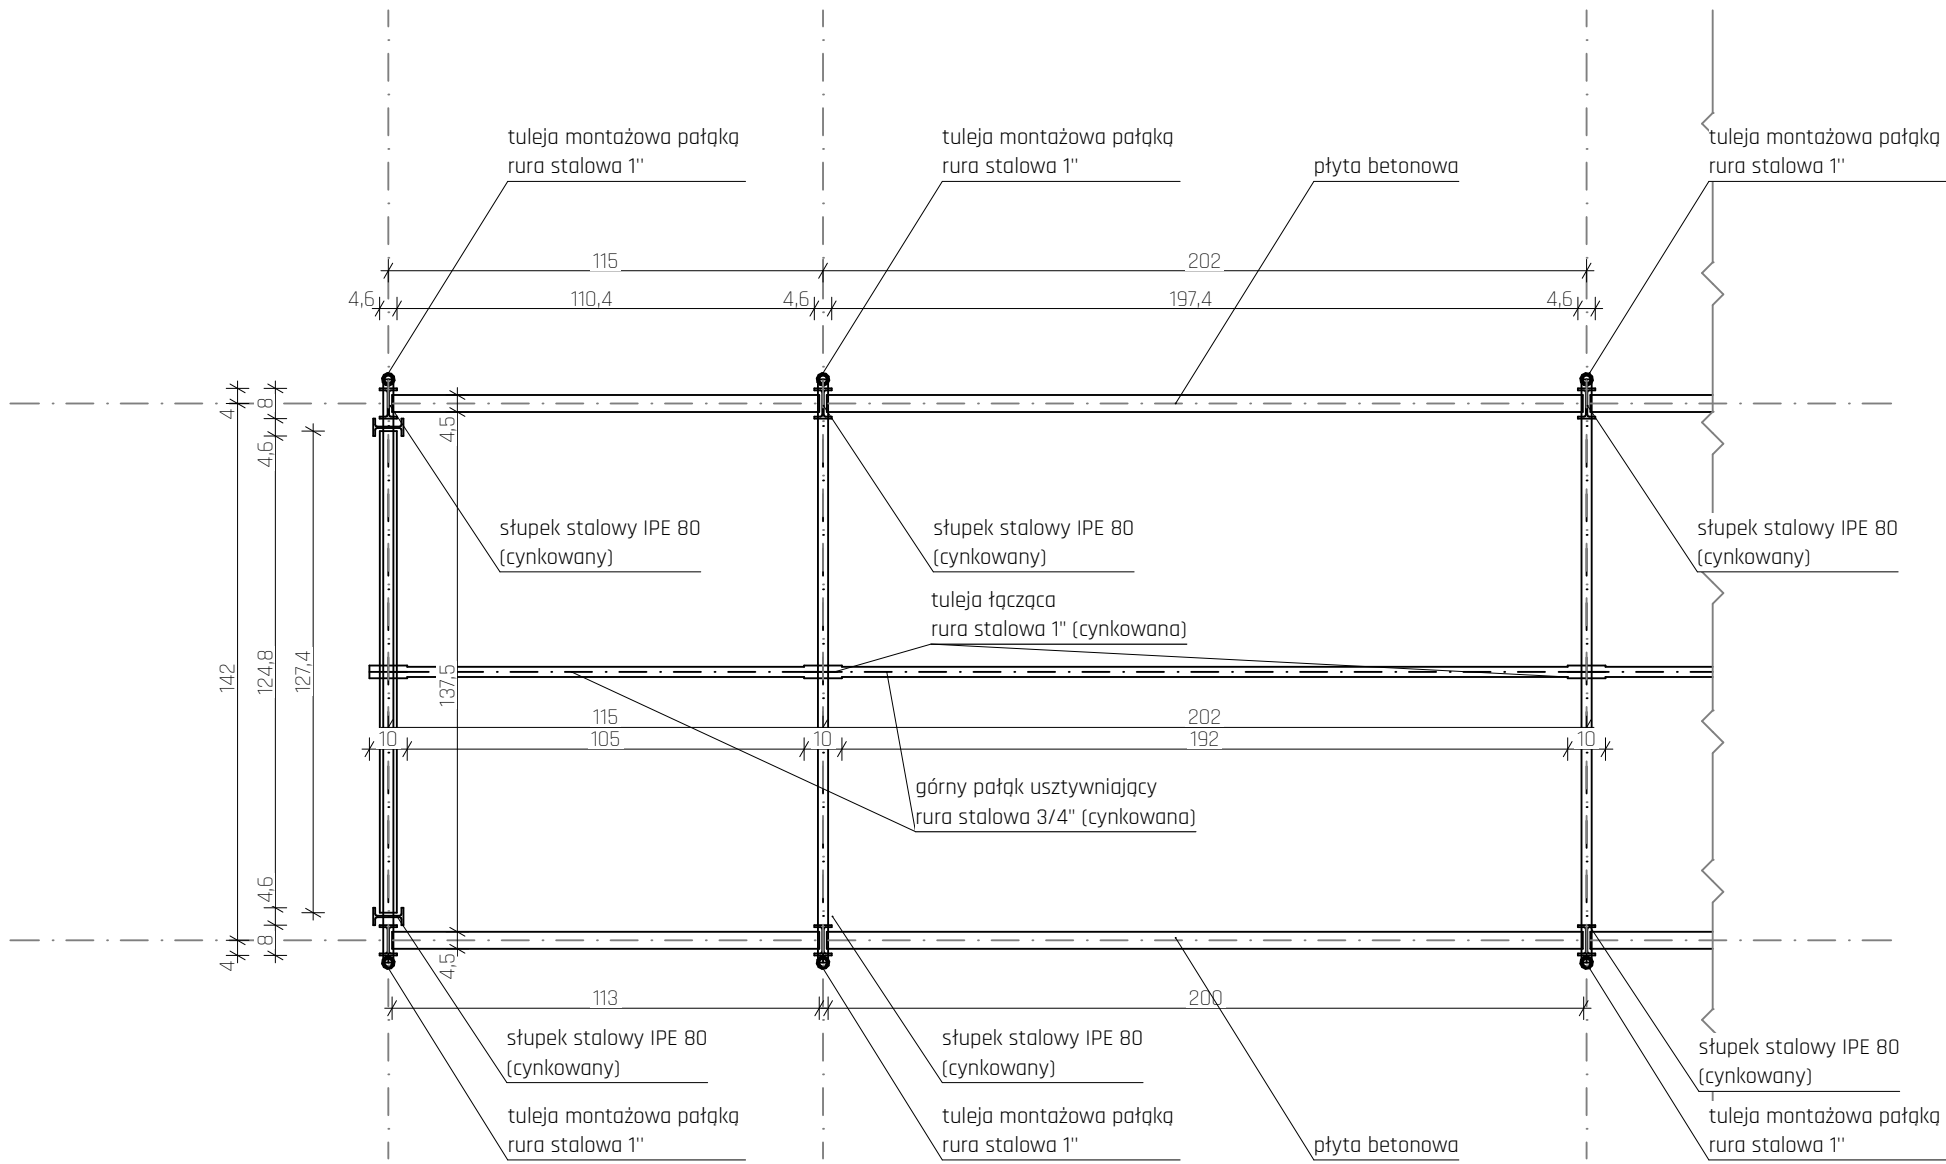 tuleja montażowa pałąką
rura stalowa 1''
tuleja montażowa pałąką
rura stalowa 1''
płyta betonowa
tuleja montażowa pałąką
rura stalowa 1''
115
202
4,6
110,4
4,6
197,4
4,6
4
8
4,6
4,5
142
124,8
127,4
137,5
słupek stalowy IPE 80
(cynkowany)
słupek stalowy IPE 80
(cynkowany)
słupek stalowy IPE 80
(cynkowany)
tuleja łącząca
rura stalowa 1" (cynkowana)
115
202
10
105
10
192
10
górny pałąk usztywniający
rura stalowa 3/4" (cynkowana)
4,6
8
4
4,5
113
200
słupek stalowy IPE 80
(cynkowany)
słupek stalowy IPE 80
(cynkowany)
słupek stalowy IPE 80
(cynkowany)
tuleja montażowa pałąką
rura stalowa 1''
tuleja montażowa pałąką
rura stalowa 1''
płyta betonowa
tuleja montażowa pałąką
rura stalowa 1''